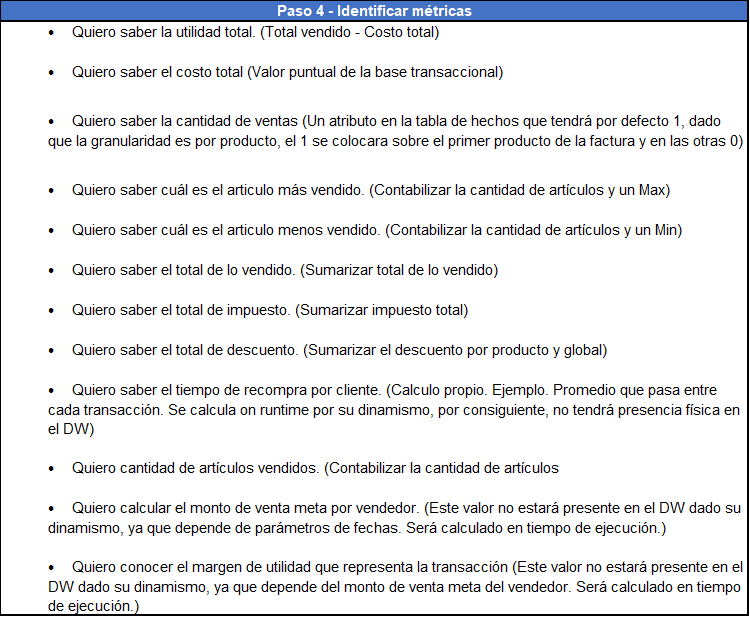 Paso 4 - Identificar métricas
• Quiero saber la utilidad total. (Total vendido - Costo total)
• Quiero saber el costo total (Valor puntual de la base transaccional)
• Quiero saber la cantidad de ventas (Un atributo en la tabla de hechos que tendrá por defecto 1, dado
que la granularidad es por producto, el 1 se colocara sobre el primer producto de la factura y en las otras 0)
• Quiero saber cuál es el articulo más vendido. (Contabilizar la cantidad de artículos y un Max)
• Quiero saber cuál es el articulo menos vendido. (Contabilizar la cantidad de artículos y un Min)
• Quiero saber el total de lo vendido. (Sumarizar total de lo vendido)
• Quiero saber el total de impuesto. (Sumarizar impuesto total)
• Quiero saber el total de descuento. (Sumarizar el descuento por producto y global)
• Quiero saber el tiempo de recompra por cliente. (Calculo propio. Ejemplo. Promedio que pasa entre
cada transacción. Se calcula on runtime por su dinamismo, por consiguiente, no tendrá presencia física en
el DW)
• Quiero cantidad de artículos vendidos. (Contabilizar la cantidad de artículos
• Quiero calcular el monto de venta meta por vendedor. (Este valor no estará presente en el DW dado su
dinamismo, ya que depende de parámetros de fechas. Será calculado en tiempo de ejecución.)
• Quiero conocer el margen de utilidad que representa la transacción (Este valor no estará presente en el
DW dado su dinamismo, ya que depende del monto de venta meta del vendedor. Será calculado en tiempo
de ejecución.)